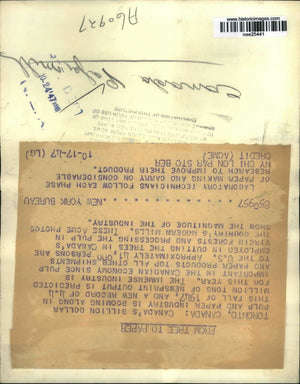 www.historicimages.com
nee25441
A60927
Canada
FROM TREE TO PAPER
TORONTO, CANADA: CANADA'S BILLION DOLLAR
PULP AND PAPER INDUSTRY IS BOOMING ALONG IN
THIS FALL OF 1947, AND A NEW RECORD OF 4.4
MILLION TONS OF NEWSPRINT OUTPUT IS PREDICTED
FOR THIS YEAR. THE IMMENSE INDUSTRY IS
IMPORTANT IN THE CANADIAN ECONOMY SINCE PULP
AND PAPER PRODUCTS TOP ALL OTHER SHIPMENTS
TO THE U.S. APPROXIMATELY PERSONS ARE
EMPLOYED IN CUTTING THE TREES IN CANADA'S
VIRGIN FORESTS AND PROCESSING THE PULP IN
THE COUNTRY'S MODERN MILLS. THESE ACME PHOTOS
SHOW THE MAGNITUDE OF THE INDUSTRY.
NEW YORK BUREAU
LABORATORY TECHNICIANS FOLLOW EACH PHASE
OF PAPER MAKING AND CARRY ON CONSIDERABLE
RESEARCH TO IMPROVE THEIR PRODUCT.
CREDIT (ACME) 10-17-47
NY CHI LON PAR STO BER